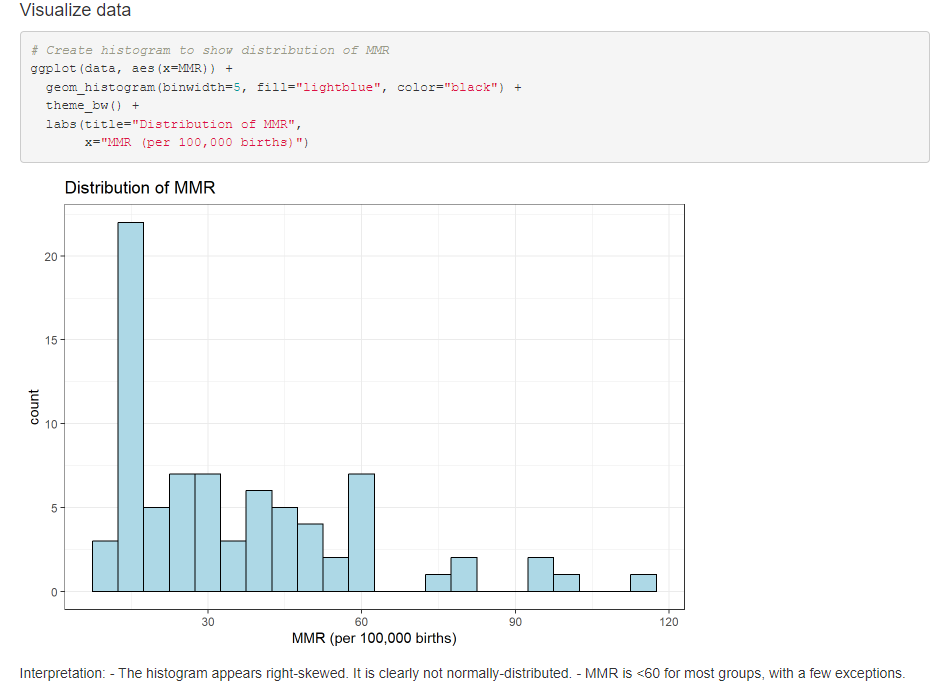 Visualize data
# Create histogram to show distribution of MMR
ggplot(data, aes(x=MMR)) +
  geom_histogram(binwidth=5, fill="lightblue", color="black") +
  theme_bw() +
  labs(title="Distribution of MMR",
       x="MMR (per 100,000 births)")
Distribution of MMR
20
15
10
5
0
count
30 60 90 120
MMR (per 100,000 births)
Interpretation: - The histogram appears right-skewed. It is clearly not normally-distributed. - MMR is <60 for most groups, with a few exceptions.